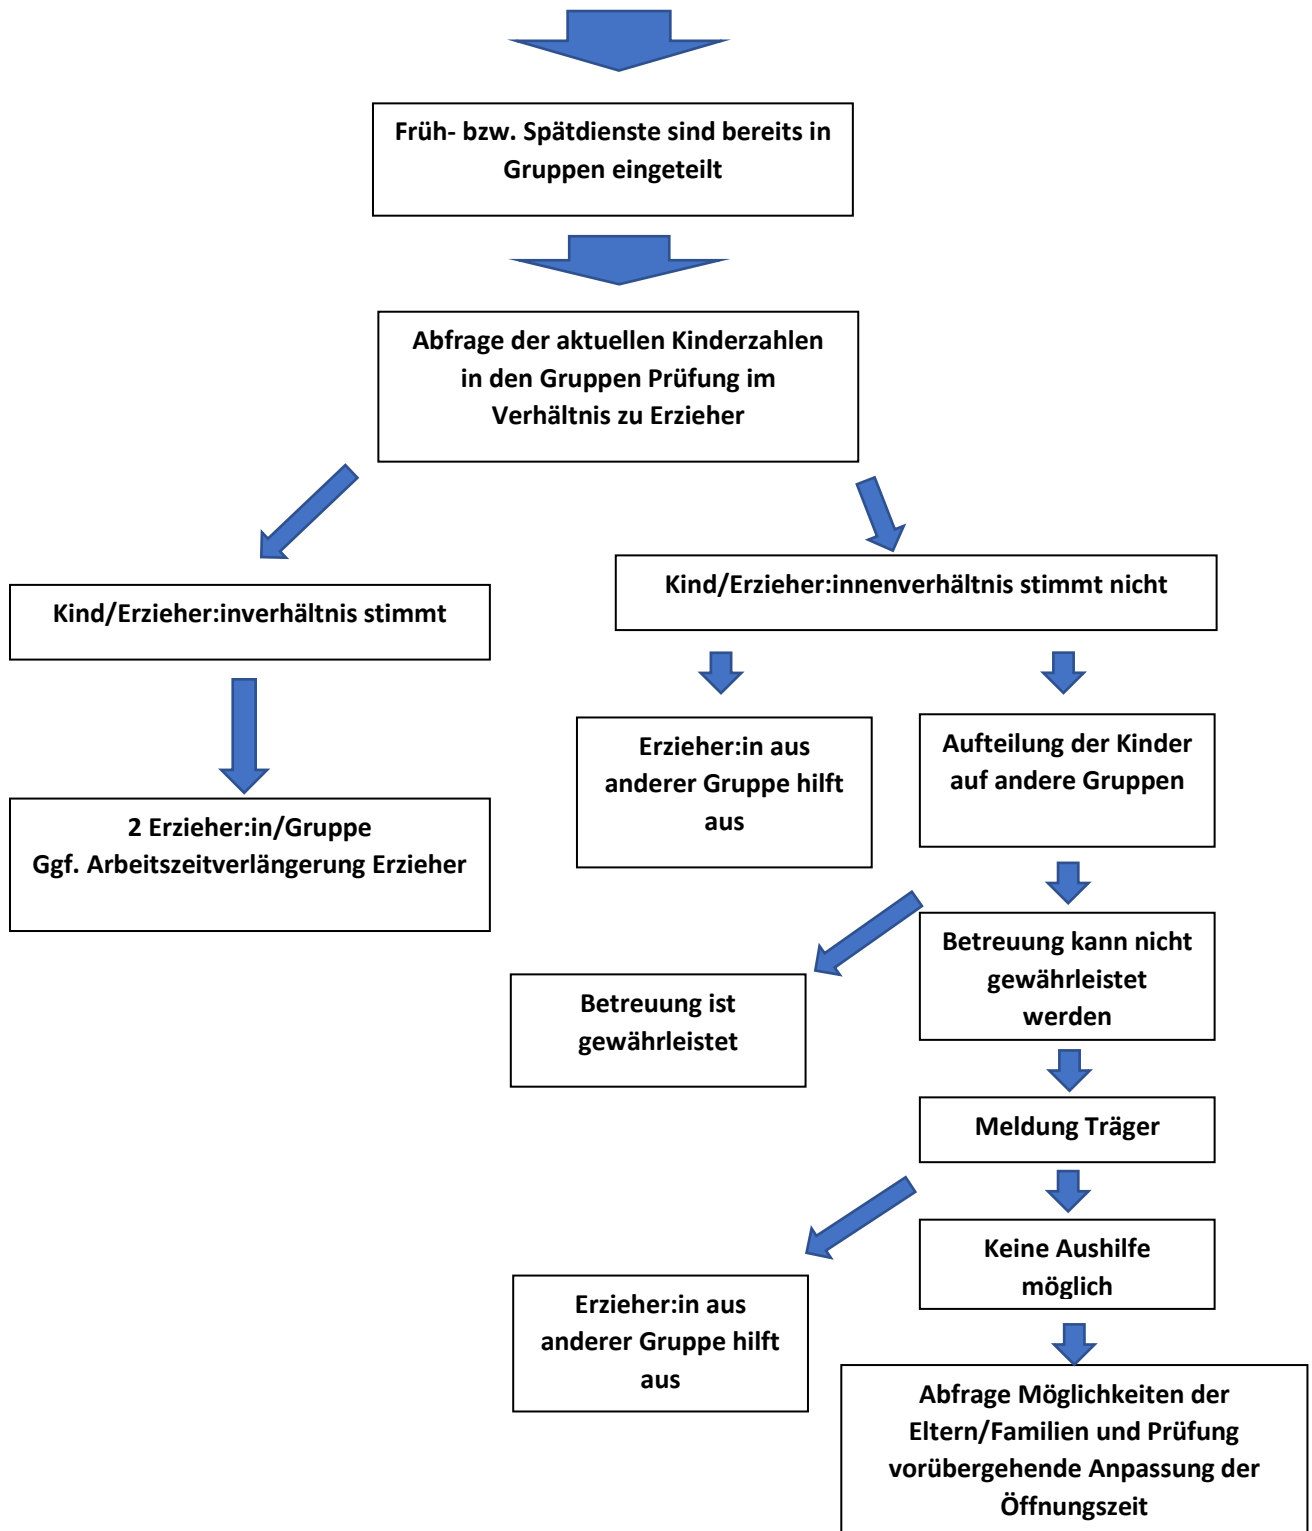 Früh- bzw. Spätdienste sind bereits in
Gruppen eingeteilt
Abfrage der aktuellen Kinderzahlen
in den Gruppen Prüfung im
Verhältnis zu Erzieher
Kind/Erzieher:inverhältnis stimmt
Kind/Erzieher:innenverhältnis stimmt nicht
2 Erzieher:in/Gruppe
Ggf. Arbeitszeitverlängerung Erzieher
Erzieher:in aus
anderer Gruppe hilft
aus
Aufteilung der Kinder
auf andere Gruppen
Betreuung ist
gewährleistet
Betreuung kann nicht
gewährleistet
werden
Meldung Träger
Erzieher:in aus
anderer Gruppe hilft
aus
Keine Aushilfe
möglich
Abfrage Möglichkeiten der
Eltern/Familien und Prüfung
vorübergehende Anpassung der
Öffnungszeit